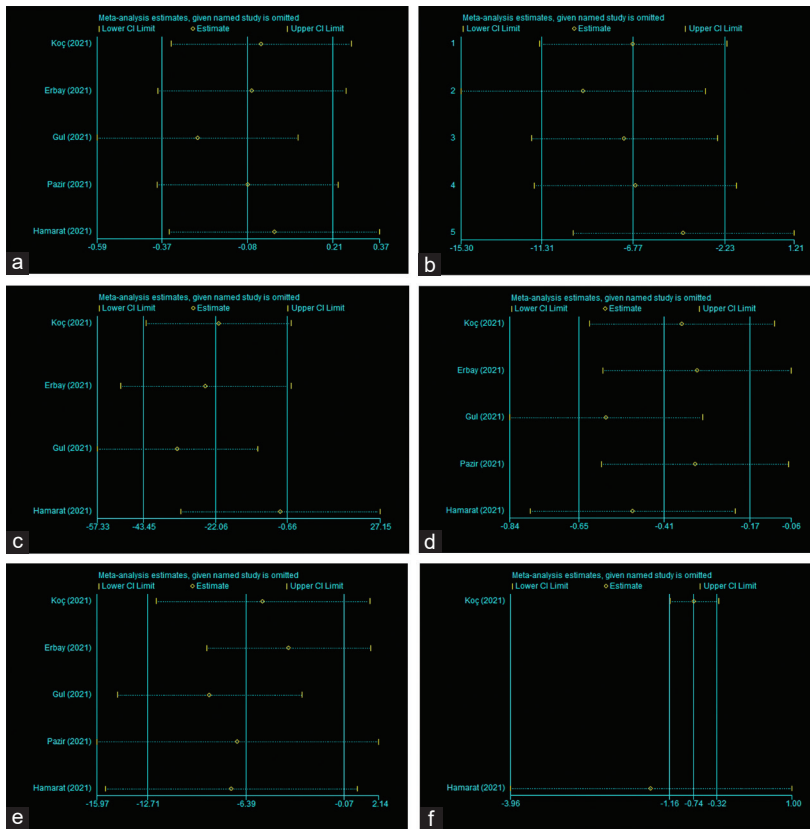 Meta-analysis estimates, given named study is omitted
Lower CI Limit Estimate Upper CI Limit
Koç (2021)
Erbay (2021)
Gul (2021)
Pazir (2021)
Hamarat (2021)
-0.59 -0.37 -0.08 0.21 0.37
a
Meta-analysis estimates, given named study is omitted
Lower CI Limit Estimate Upper CI Limit
1
2
3
4
5
-15.30 -11.31 -6.77 -2.23 1.21
b
Meta-analysis estimates, given named study is omitted
Lower CI Limit Estimate Upper CI Limit
Koç (2021)
Erbay (2021)
Gul (2021)
Hamarat (2021)
-57.33 -43.45 -22.06 -0.66 27.15
c
Meta-analysis estimates, given named study is omitted
Lower CI Limit Estimate Upper CI Limit
Koç (2021)
Erbay (2021)
Gul (2021)
Pazir (2021)
Hamarat (2021)
-0.84 -0.65 -0.41 -0.17 -0.06
d
Meta-analysis estimates, given named study is omitted
Lower CI Limit Estimate Upper CI Limit
Koç (2021)
Erbay (2021)
Gul (2021)
Pazir (2021)
Hamarat (2021)
-15.97 -12.71 -6.39 -0.07 2.14
e
Meta-analysis estimates, given named study is omitted
Lower CI Limit Estimate Upper CI Limit
Koç (2021)
Hamarat (2021)
-3.96 -1.16 -0.74 -0.32 1.00
f